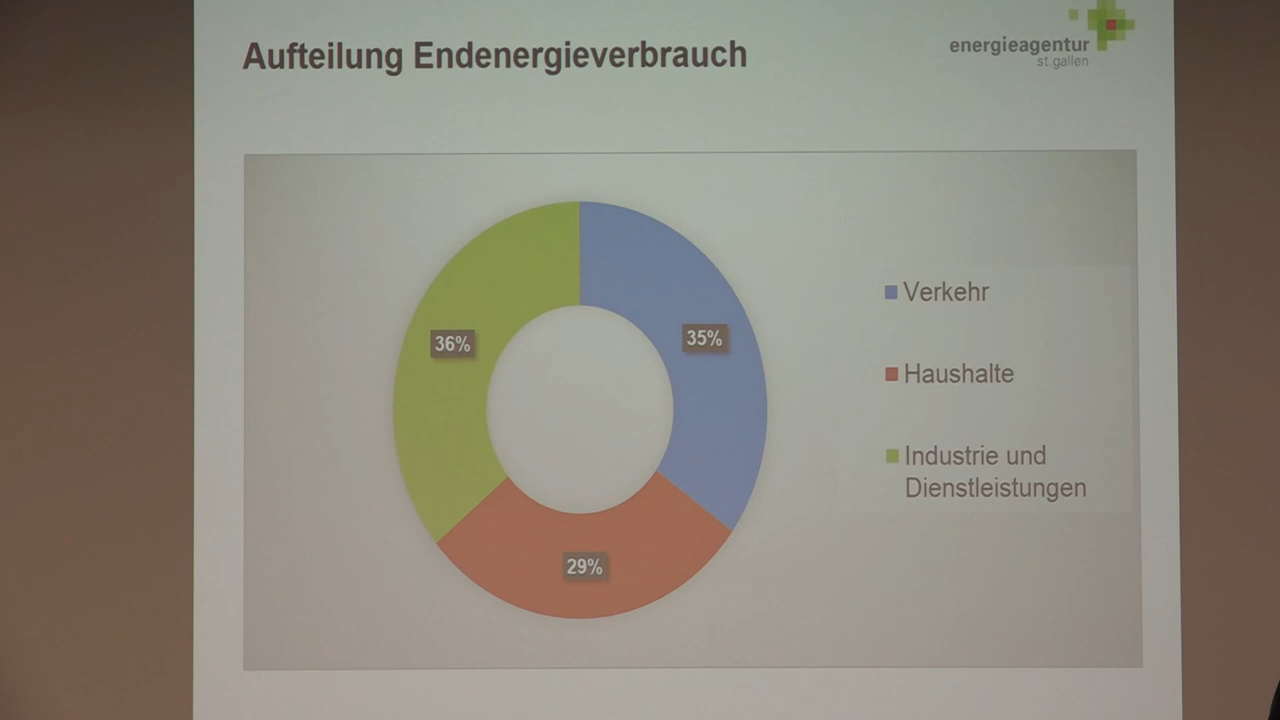 Aufteilung Endenergieverbrauch
energieagentur
st.gallen
36%
35%
29%
Verkehr
Haushalte
Industrie und
Dienstleistungen